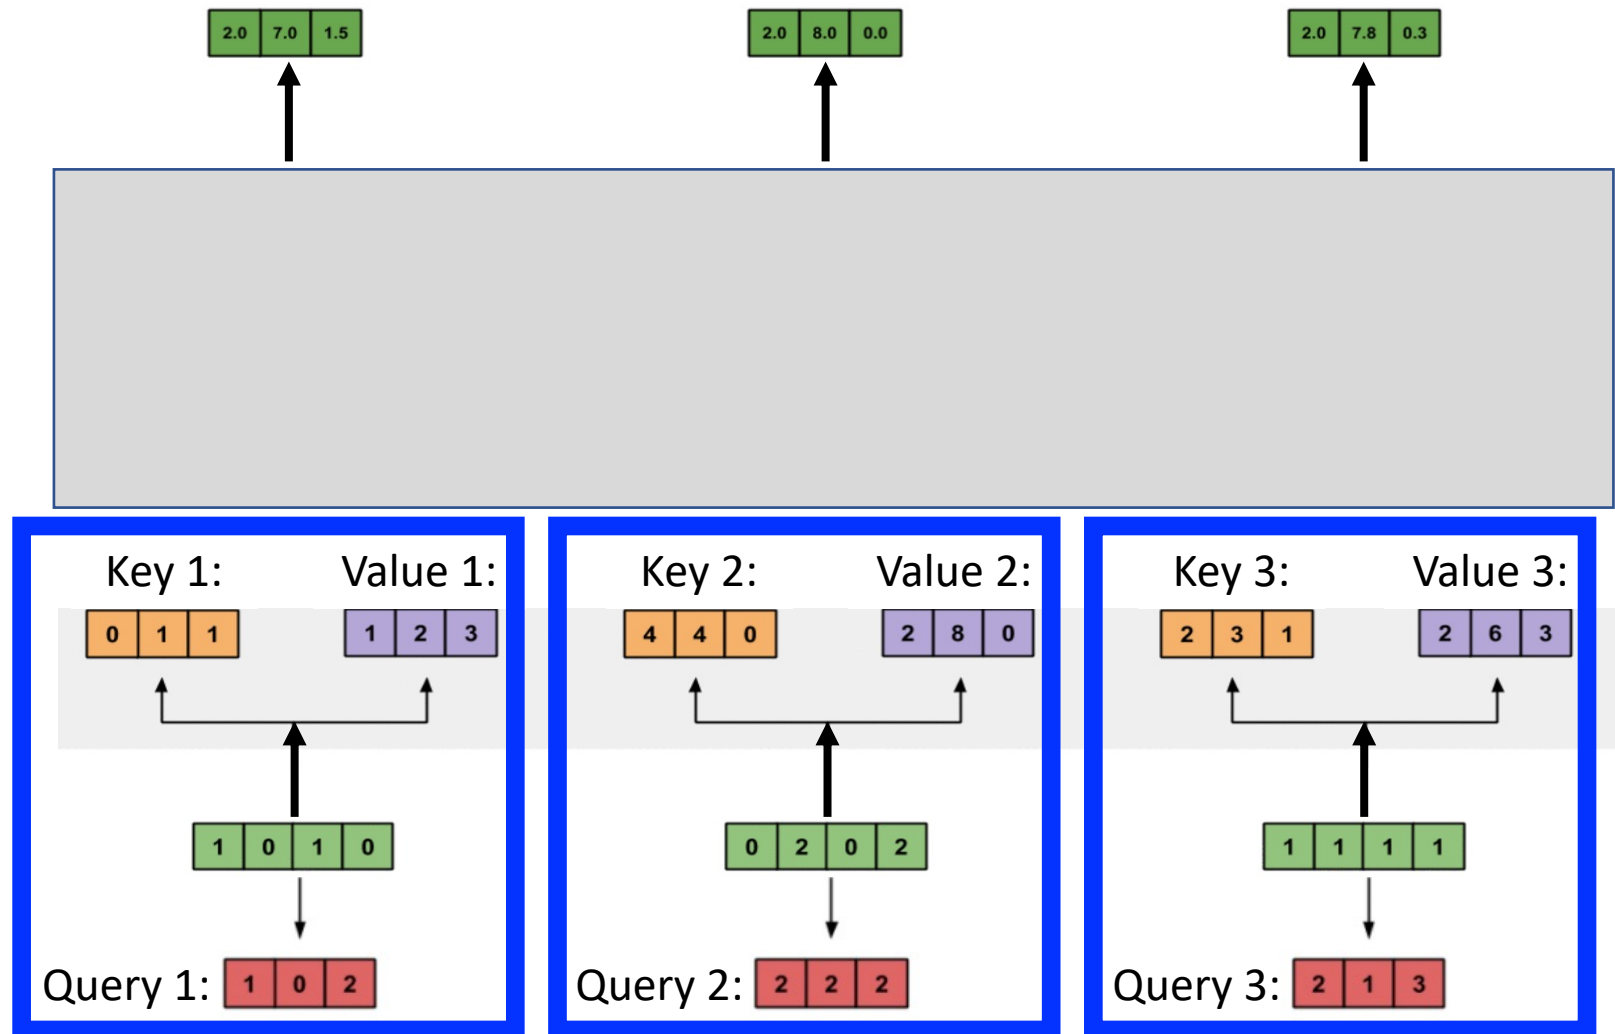 2.0 7.0 1.5 2.0 8.0 0.0 2.0 7.8 0.3
Key 1: Value 1: Key 2: Value 2: Key 3: Value 3:
0 1 1 1 2 3 4 4 0 2 8 0 2 3 1 2 6 3
1 0 1 0 0 2 0 2 1 1 1 1
Query 1: 1 0 2 Query 2: 2 2 2 Query 3: 2 1 3